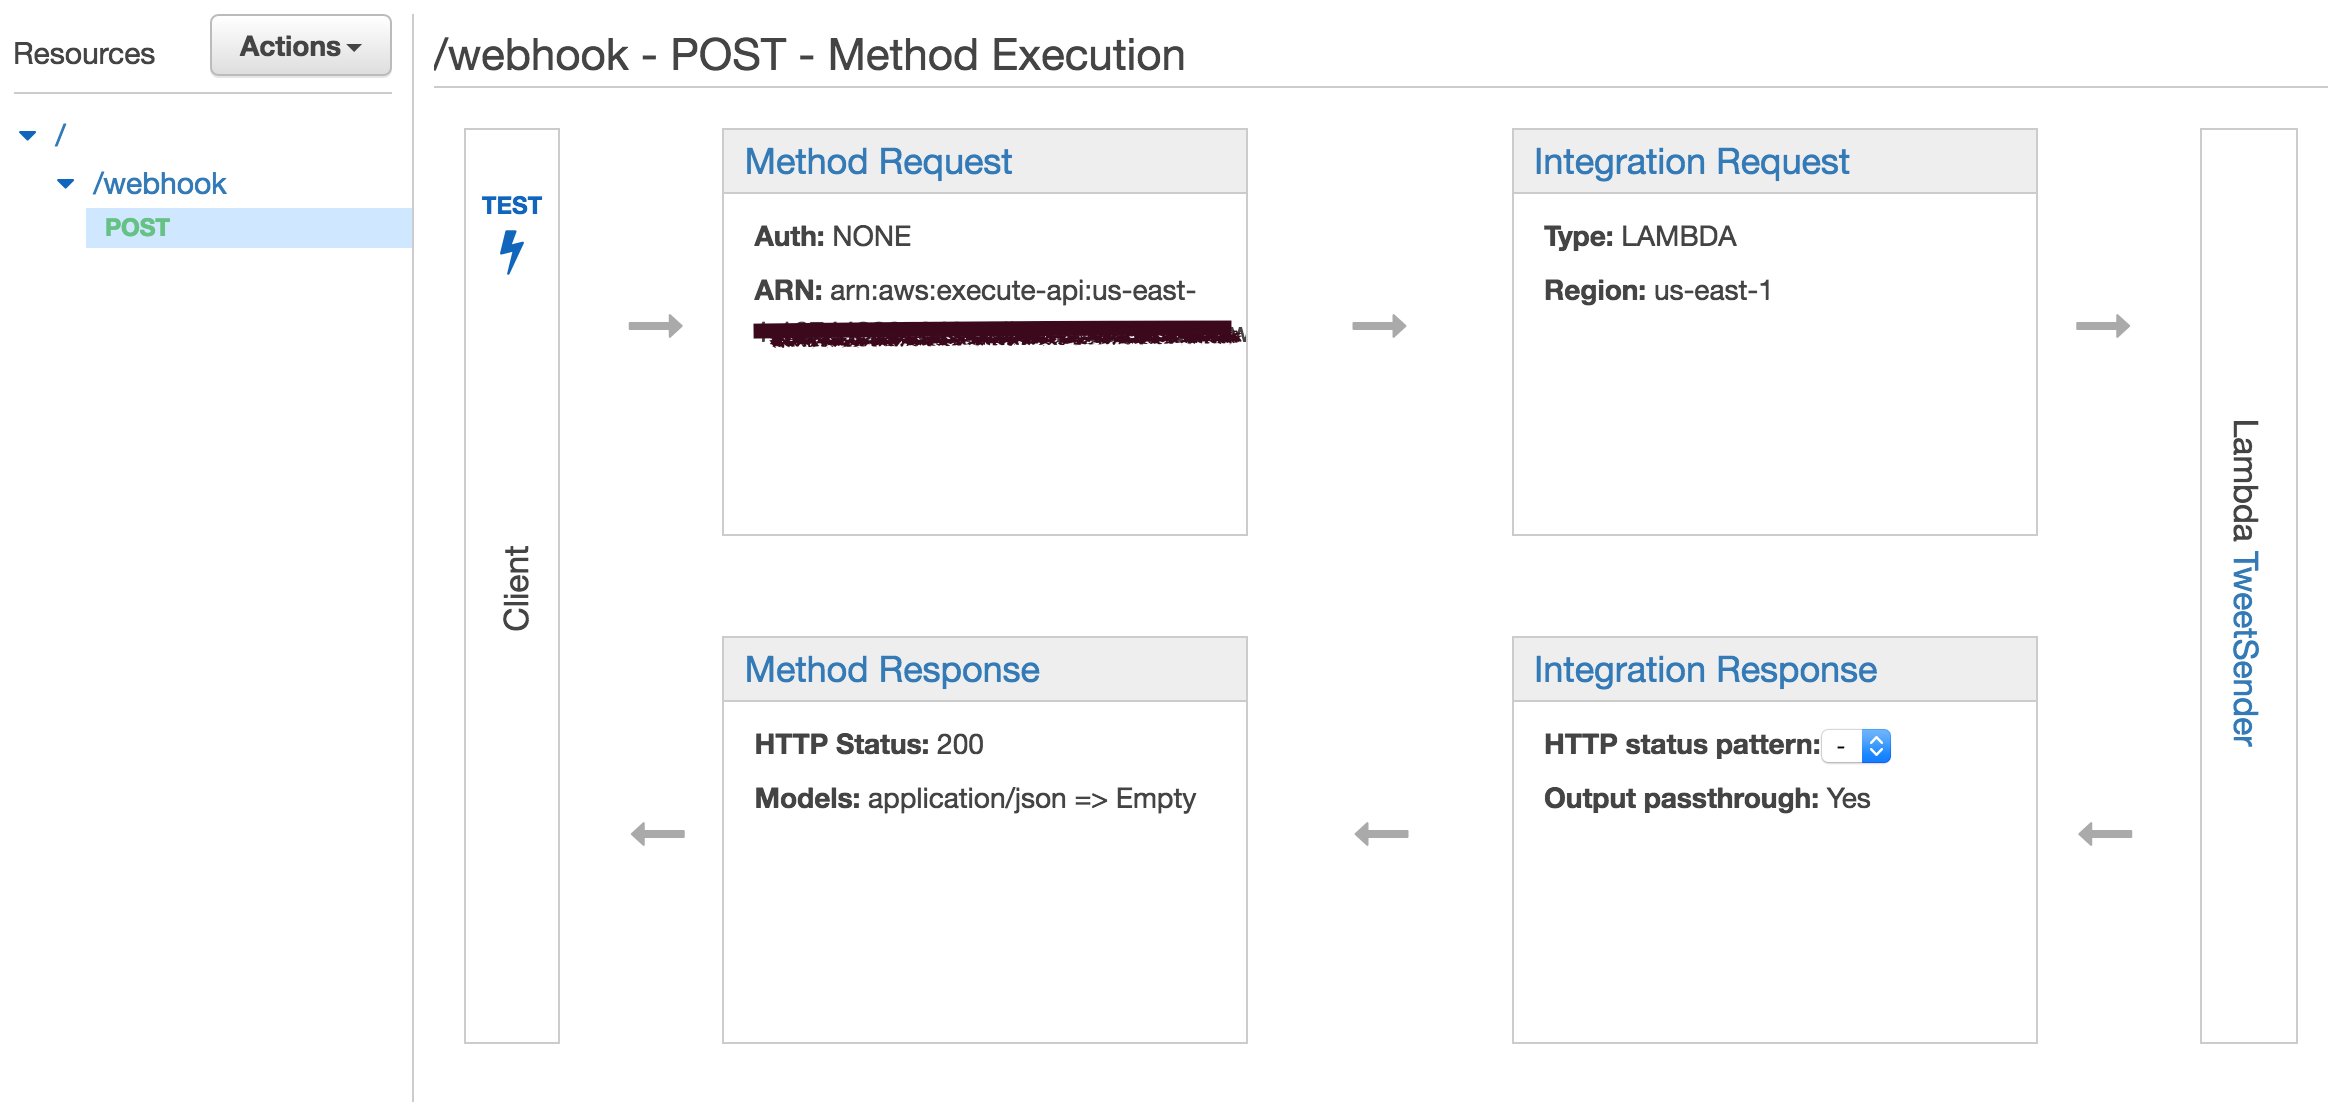 Resources
Actions
/
/webhook
POST
/webhook - POST - Method Execution
TEST
Client
Method Request
Auth: NONE
ARN: arn:aws:execute-api:us-east-
Integration Request
Type: LAMBDA
Region: us-east-1
Method Response
HTTP Status: 200
Models: application/json => Empty
Integration Response
HTTP status pattern: -
Output passthrough: Yes
Lambda TweetSender